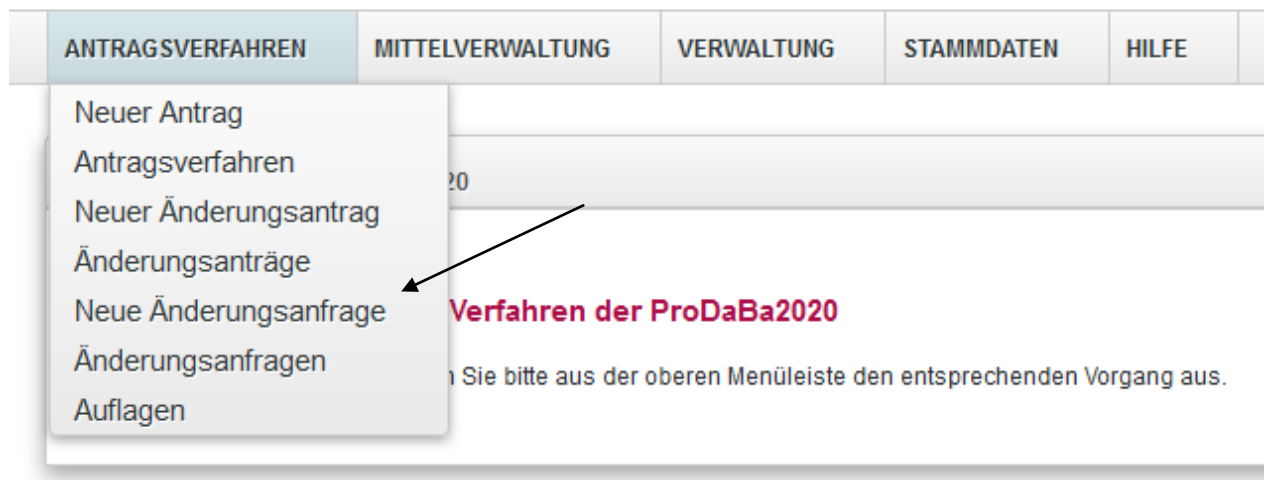 ANTRAGSVERFAHREN MITTELVERWALTUNG VERWALTUNG STAMMDATEN HILFE
Neuer Antrag
Antragsverfahren
20
Neuer Änderungsantrag
Änderungsanträge
Neue Änderungsanfrage Verfahren der ProDaBa2020
Änderungsanfragen Sie bitte aus der oberen Menüleiste den entsprechenden Vorgang aus.
Auflagen